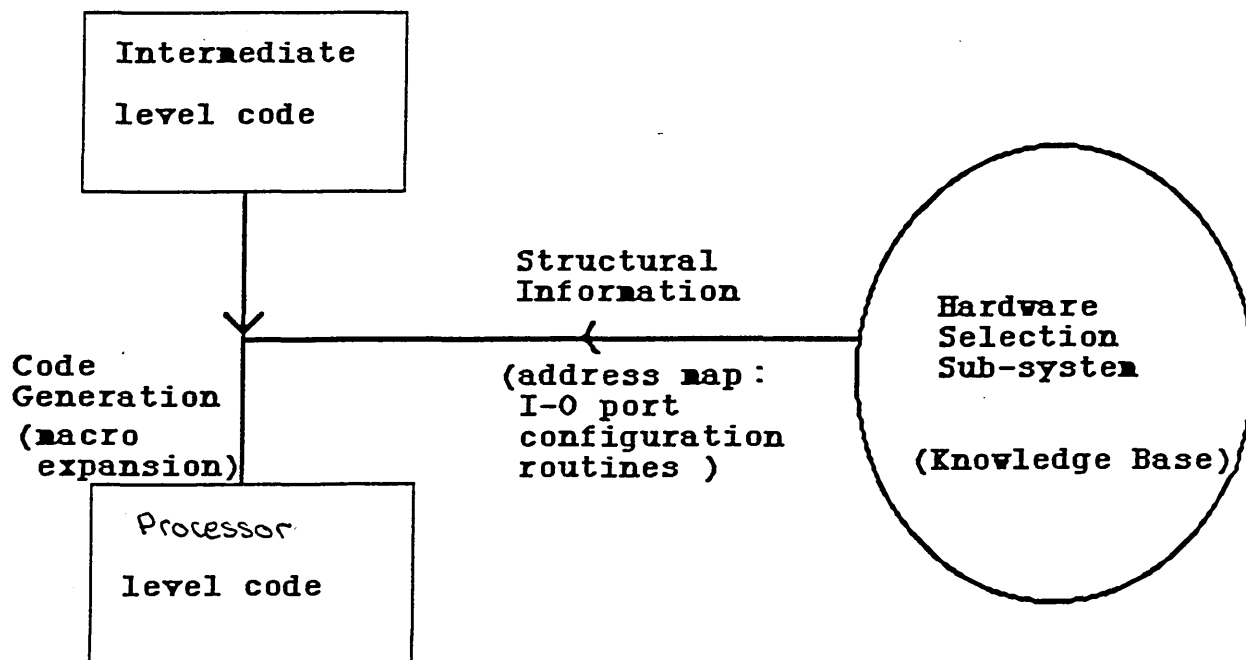 Intermediate
level code
Structural
Information
(address map :
I-O port
configuration
routines )
Hardware
Selection
Sub-system
(Knowledge Base)
Code
Generation
(macro
expansion)
Processor
level code